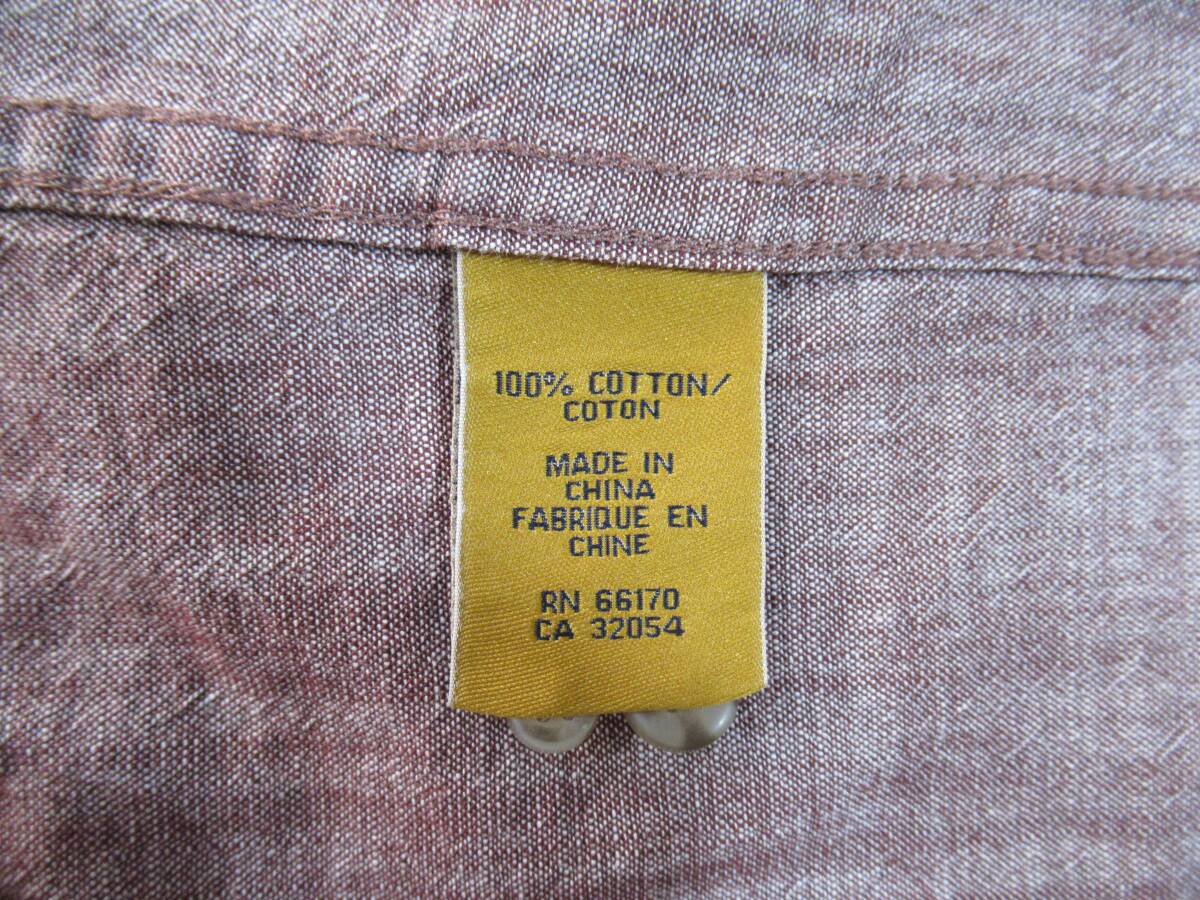 100% COTTON/
COTON
MADE IN
CHINA
FABRIQUE EN
CHINE
RN 66170
CA 32054